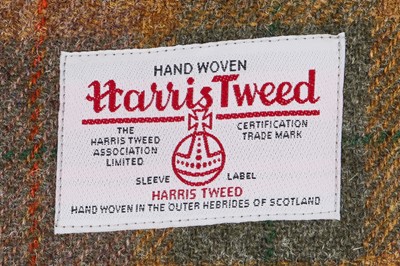 HAND WOVEN
Harris Tweed
THE
HARRIS TWEED
ASSOCIATION
LIMITED
CERTIFICATION
TRADE MARK
SLEEVE LABEL
HARRIS TWEED
HAND WOVEN IN THE OUTER HEBRIDES OF SCOTLAND